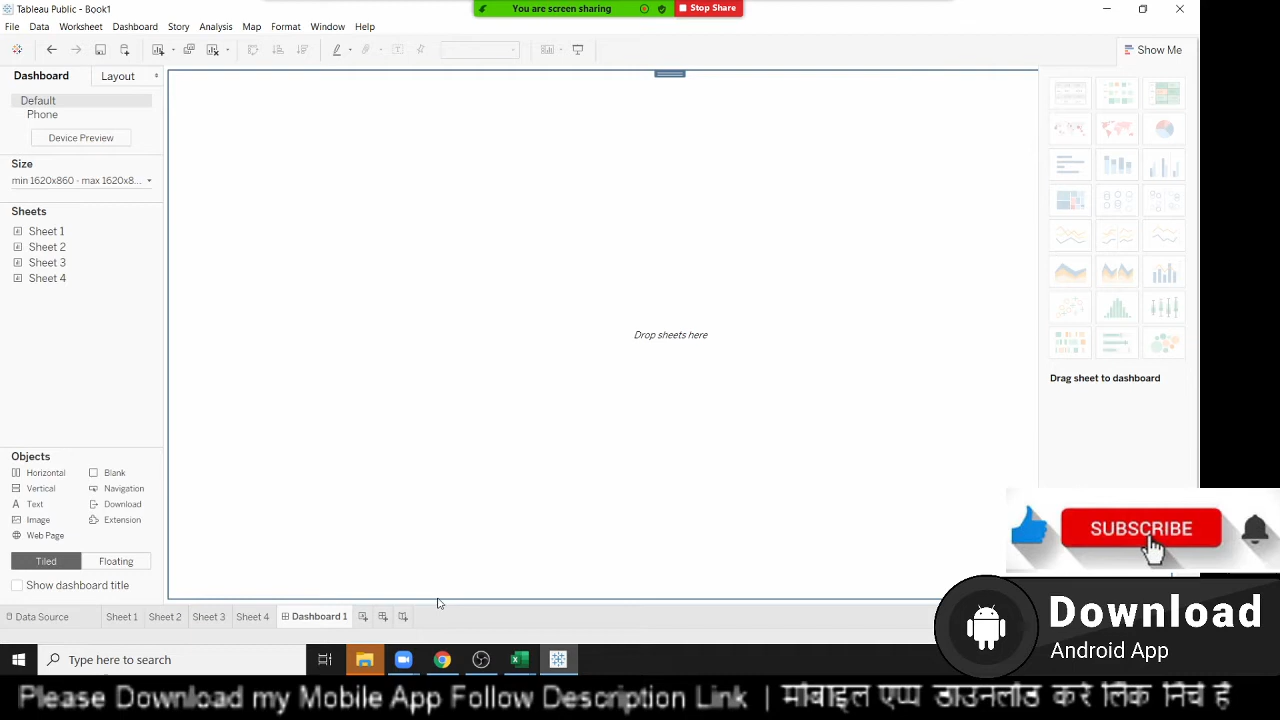 Tableau Public - Book1
You are screen sharing
Stop Share
File Data Worksheet Dashboard Story Analysis Map Format Window Help
Show Me
Dashboard Layout
Default
Phone
Device Preview
Size
min 1620x860 - max 1620x8...
Sheets
Sheet 1
Sheet 2
Sheet 3
Sheet 4
Drop sheets here
Drag sheet to dashboard
Objects
Horizontal Blank
Vertical Navigation
Text Download
Image Extension
Web Page
Tiled Floating
Show dashboard title
Data Source Sheet 1 Sheet 2 Sheet 3 Sheet 4 Dashboard 1
SUBSCRIBE
Download
Android App
Type here to search
Please Download my Mobile App Follow Description Link | मोबाइल एप्प डाउनलोड करे लिंक निचे है